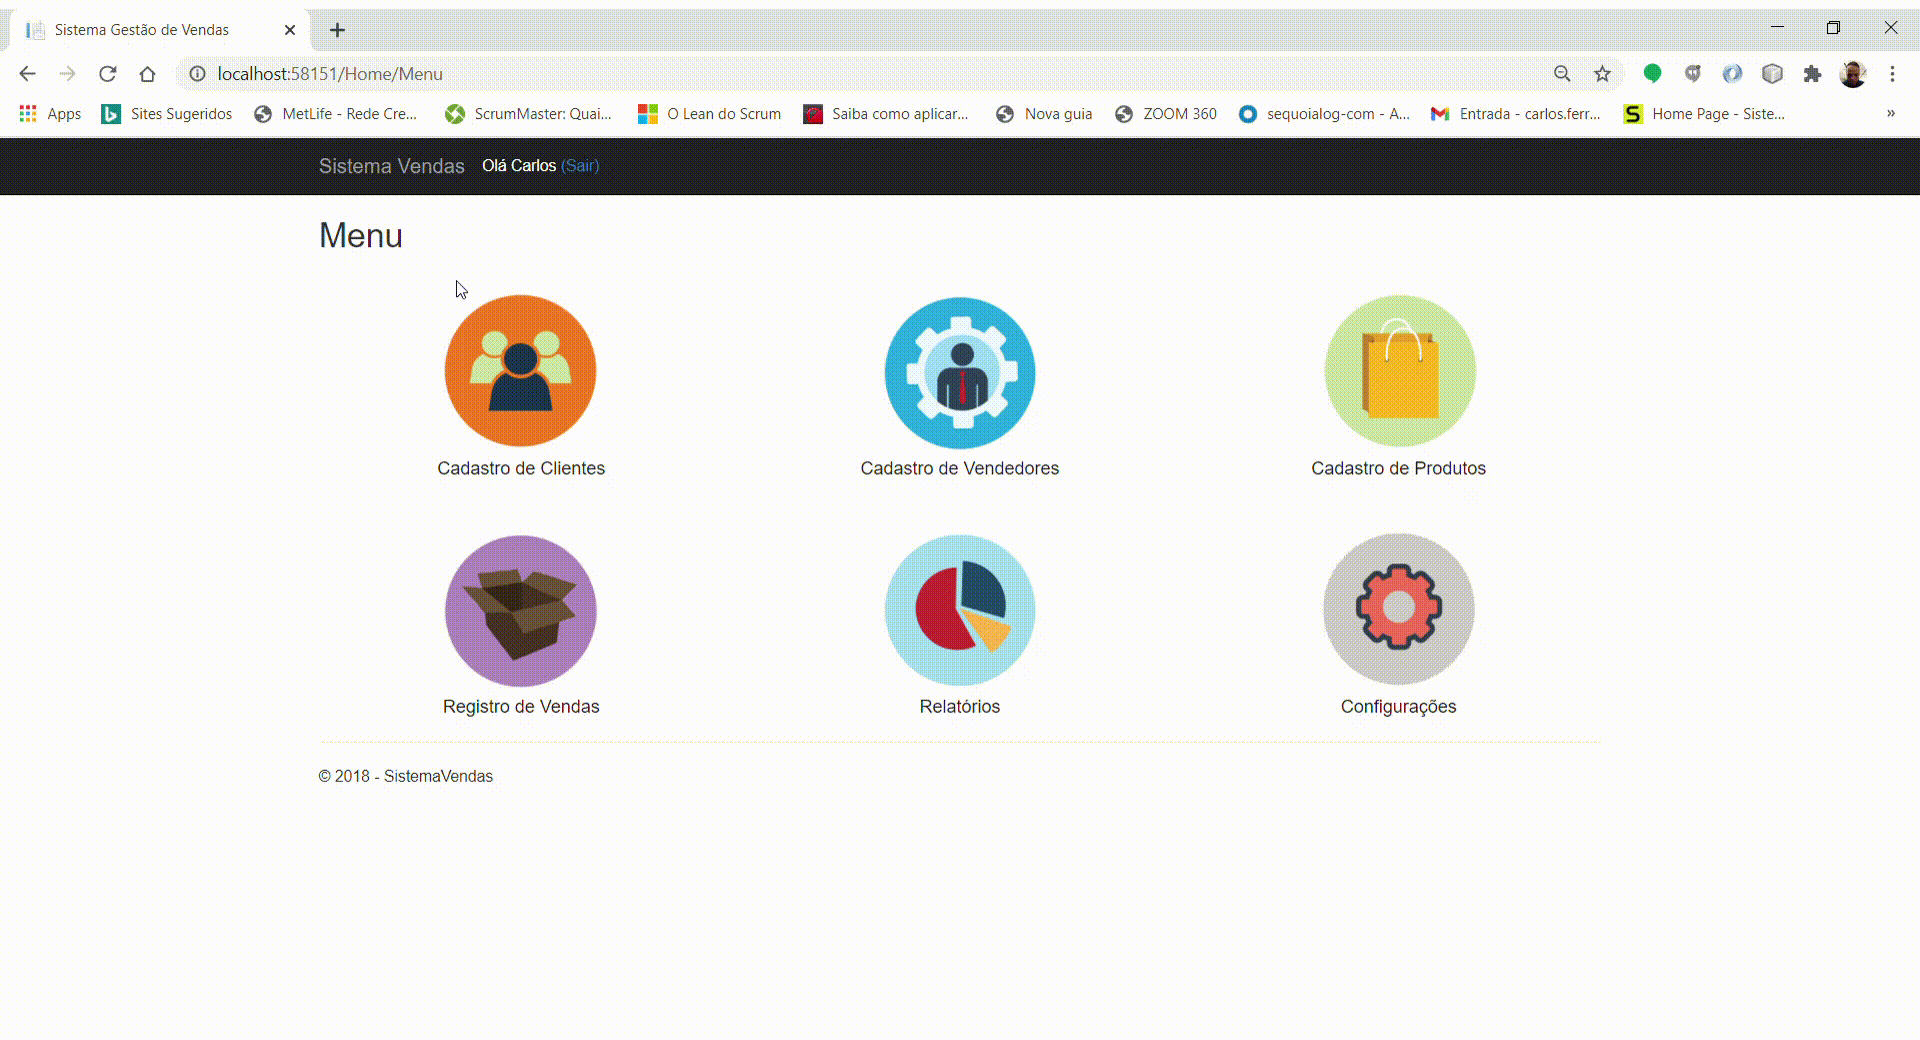 Sistema Gestão de Vendas
localhost:58151/Home/Menu
Apps Sites Sugeridos MetLife - Rede Cre... ScrumMaster: Quai... O Lean do Scrum Saiba como aplicar... Nova guia ZOOM 360 sequoialog-com - A... Entrada - carlos.ferr... S Home Page - Siste... »
Sistema Vendas Olá Carlos (Sair)
Menu
Cadastro de Clientes Cadastro de Vendedores Cadastro de Produtos
Registro de Vendas Relatórios Configurações
© 2018 - SistemaVendas